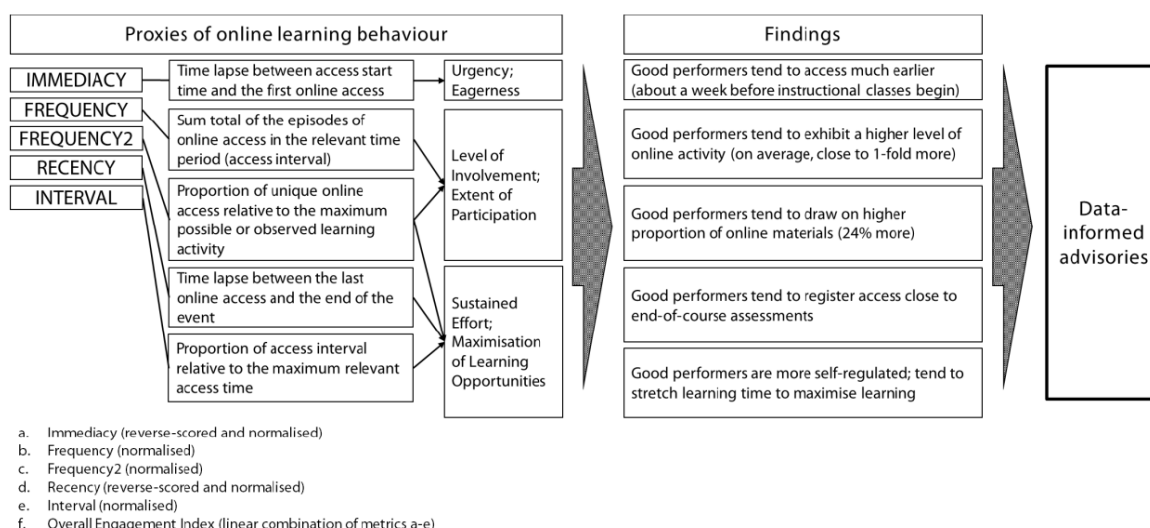 Proxies of online learning behaviour
Findings
IMMEDIACY
FREQUENCY
FREQUENCY2
RECENCY
INTERVAL
Time lapse between access start
time and the first online access
Sum total of the episodes of
online access in the relevant time
period (access interval)
Proportion of unique online
access relative to the maximum
possible or observed learning
activity
Time lapse between the last
online access and the end of the
event
Proportion of access interval
relative to the maximum relevant
access time
Urgency;
Eagerness
Level of
Involvement;
Extent of
Participation
Sustained
Effort;
Maximisation
of Learning
Opportunities
Good performers tend to access much earlier
(about a week before instructional classes begin)
Good performers tend to exhibit a higher level of
online activity (on average, close to 1-fold more)
Good performers tend to draw on higher
proportion of online materials (24% more)
Good performers tend to register access close to
end-of-course assessments
Good performers are more self-regulated; tend to
stretch learning time to maximise learning
Data-
informed
advisories
a. Immediacy (reverse-scored and normalised)
b. Frequency (normalised)
c. Frequency2 (normalised)
d. Recency (reverse-scored and normalised)
e. Interval (normalised)
f. Overall Engagement Index (linear combination of metrics a-e)